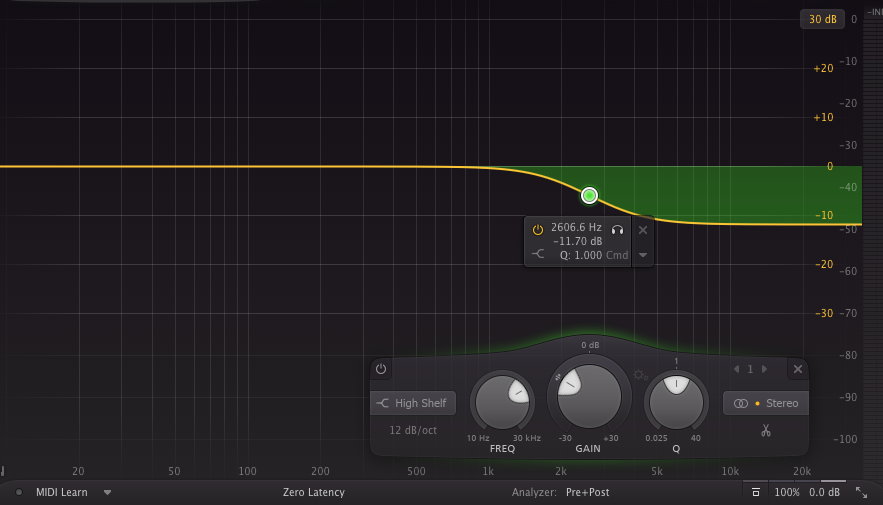 30 dB 0 -INF
+20 -10
+10 -20
-30
0 -40
-10 -50
2606.6 Hz
-11.70 dB
Q: 1.000 Cmd
-20 -60
-30 -70
-80
-90
-100
0 dB
1
1
High Shelf
Stereo
12 dB/oct
10 Hz 30 kHz
-30 +30
0.025 40
FREQ GAIN Q
20 50 100 200 500 1k 2k 5k 10k 20k
MIDI Learn Zero Latency Analyzer: Pre+Post 100% 0.0 dB